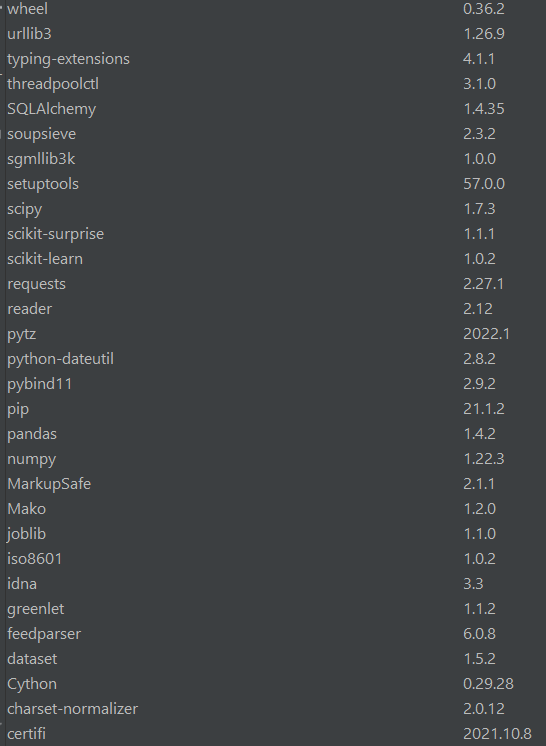 wheel 0.36.2
urllib3 1.26.9
typing-extensions 4.1.1
threadpoolctl 3.1.0
SQLAlchemy 1.4.35
soupsieve 2.3.2
sgmllib3k 1.0.0
setuptools 57.0.0
scipy 1.7.3
scikit-surprise 1.1.1
scikit-learn 1.0.2
requests 2.27.1
reader 2.12
pytz 2022.1
python-dateutil 2.8.2
pybind11 2.9.2
pip 21.1.2
pandas 1.4.2
numpy 1.22.3
MarkupSafe 2.1.1
Mako 1.2.0
joblib 1.1.0
iso8601 1.0.2
idna 3.3
greenlet 1.1.2
feedparser 6.0.8
dataset 1.5.2
Cython 0.29.28
charset-normalizer 2.0.12
certifi 2021.10.8